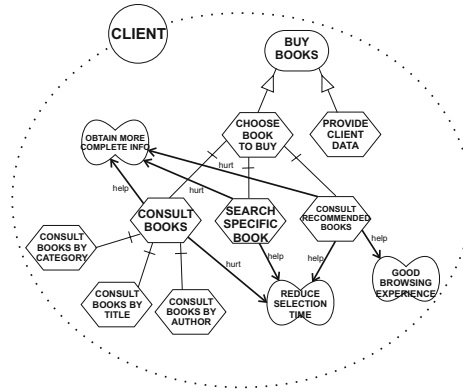 CLIENT
BUY
BOOKS
CHOOSE
BOOK
TO BUY
PROVIDE
CLIENT
DATA
OBTAIN MORE
COMPLETE INFO
hurt
help
hurt
CONSULT
BOOKS
SEARCH
SPECIFIC
BOOK
CONSULT
RECOMMENDED
BOOKS
CONSULT
BOOKS BY
CATEGORY
hurt
help
help
help
GOOD
BROWSING
EXPERIENCE
CONSULT
BOOKS BY
TITLE
CONSULT
BOOKS BY
AUTHOR
REDUCE
SELECTION
TIME